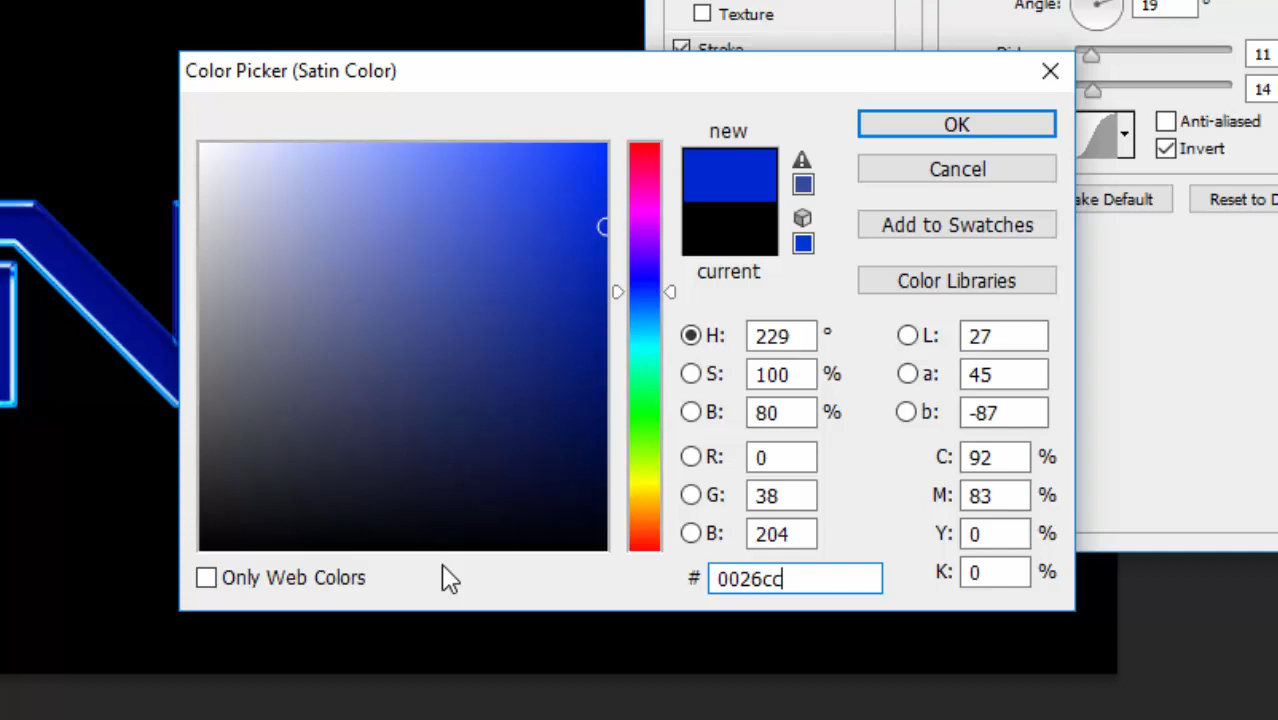 Texture
Angle:
19
°
Stroke
11
14
Anti-aliased
Invert
ake Default
Reset to D
Color Picker (Satin Color)
new
current
OK
Cancel
Add to Swatches
Color Libraries
H: 229 °
S: 100 %
B: 80 %
R: 0
G: 38
B: 204
# 0026cc
L: 27
a: 45
b: -87
C: 92 %
M: 83 %
Y: 0 %
K: 0 %
Only Web Colors